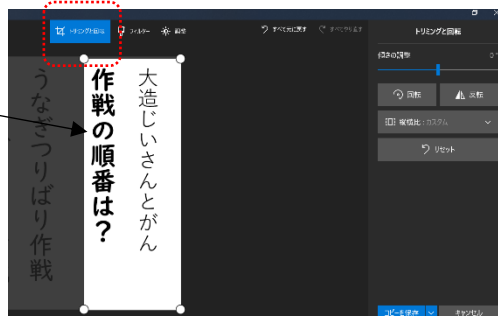 トリミングと回転 フィルター 調整 すべて元に戻す すべてやり直す
トリミングと回転
傾きの調整 0°
回転 反転
縦横比：カスタム
リセット
大造じいさんとがん
作戦の順番は？
うなぎつりばり作戦
コピーを保存 キャンセル